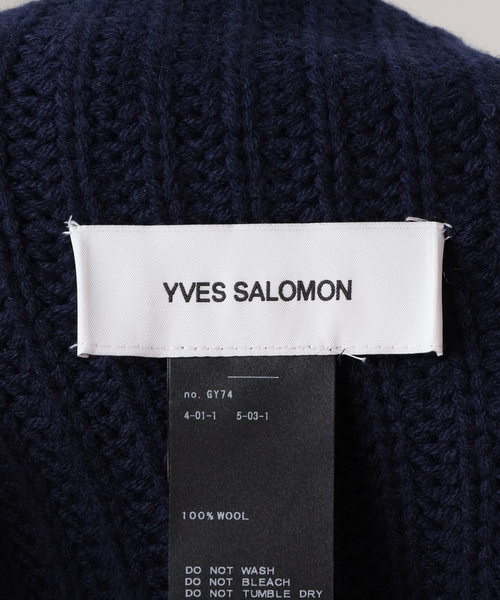 YVES SALOMON
no. GY74
4-01-1 5-03-1
100% WOOL
DO NOT WASH
DO NOT BLEACH
DO NOT TUMBLE DRY